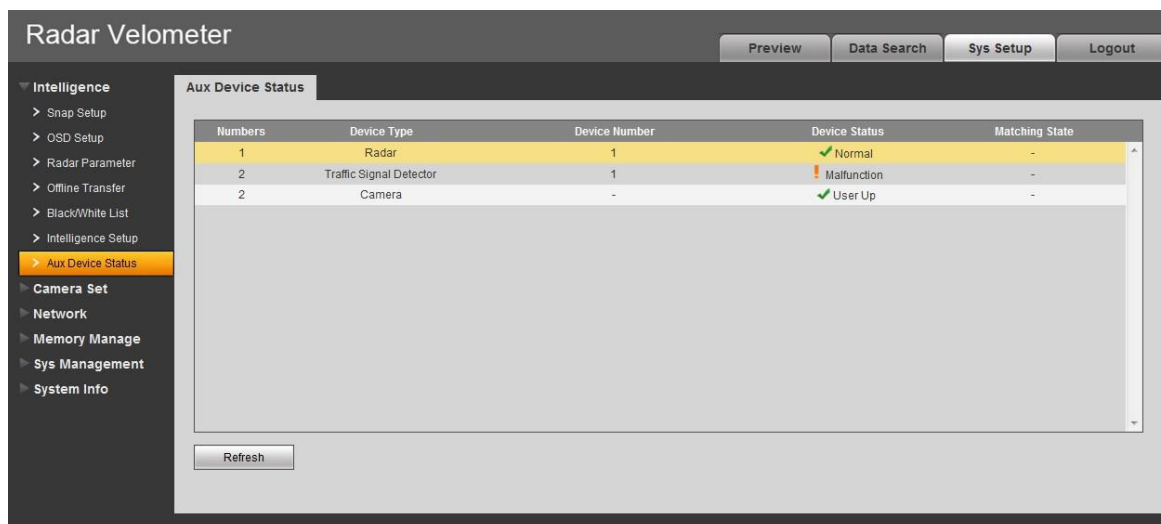 Radar Velometer
Preview Data Search Sys Setup Logout
Intelligence
Snap Setup
OSD Setup
Radar Parameter
Offline Transfer
Black/White List
Intelligence Setup
Aux Device Status
Camera Set
Network
Memory Manage
Sys Management
System Info
Aux Device Status
Numbers Device Type Device Number Device Status Matching State
1 Radar 1 Normal -
2 Traffic Signal Detector 1 Malfunction -
2 Camera - User Up -
Refresh